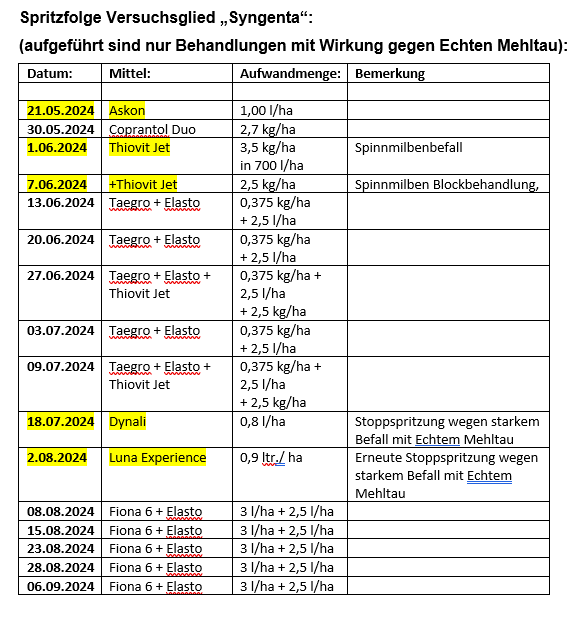 Spritzfolge Versuchsglied „Syngenta“:
(aufgeführt sind nur Behandlungen mit Wirkung gegen Echten Mehltau):
Datum: Mittel: Aufwandmenge: Bemerkung
21.05.2024 Askon 1,00 l/ha
30.05.2024 Coprantol Duo 2,7 kg/ha
1.06.2024 Thiovit Jet 3,5 kg/ha Spinnmilbenbefall
in 700 l/ha
7.06.2024 +Thiovit Jet 2,5 kg/ha Spinnmilben Blockbehandlung,
13.06.2024 Taegro + Elasto 0,375 kg/ha
+ 2,5 l/ha
20.06.2024 Taegro + Elasto 0,375 kg/ha
+ 2,5 l/ha
27.06.2024 Taegro + Elasto + 0,375 kg/ha +
Thiovit Jet 2,5 l/ha
+ 2,5 kg/ha
03.07.2024 Taegro + Elasto 0,375 kg/ha
+ 2,5 l/ha
09.07.2024 Taegro + Elasto + 0,375 kg/ha +
Thiovit Jet 2,5 l/ha
+ 2,5 kg/ha
18.07.2024 Dynali 0,8 l/ha Stoppspritzung wegen starkem
Befall mit Echtem Mehltau
2.08.2024 Luna Experience 0,9 ltr./ ha Erneute Stoppspritzung wegen
starkem Befall mit Echtem
Mehltau
08.08.2024 Fiona 6 + Elasto 3 l/ha + 2,5 l/ha
15.08.2024 Fiona 6 + Elasto 3 l/ha + 2,5 l/ha
23.08.2024 Fiona 6 + Elasto 3 l/ha + 2,5 l/ha
28.08.2024 Fiona 6 + Elasto 3 l/ha + 2,5 l/ha
06.09.2024 Fiona 6 + Elasto 3 l/ha + 2,5 l/ha